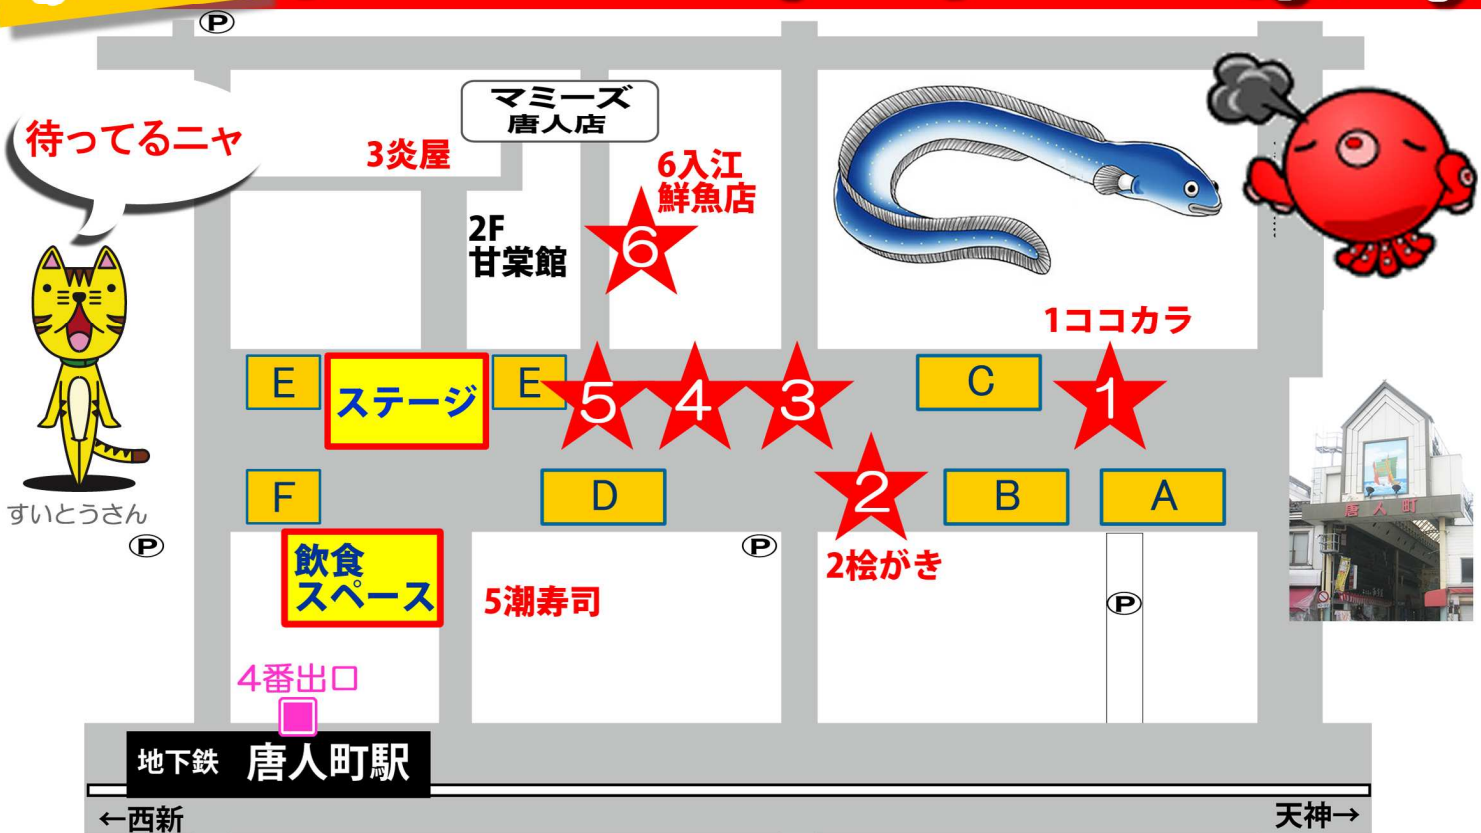 Ⓟ
マミーズ
唐人店
待ってるニャ
3炎屋
6入江
鮮魚店
6
2F
甘棠館
1ココカラ
E
ステージ
E
5
4
3
C
1
F
D
2
B
A
すいとうさん
Ⓟ
飲食
スペース
5潮寿司
Ⓟ
2桧がき
Ⓟ
唐人町
4番出口
地下鉄 唐人町駅
←西新
天神→